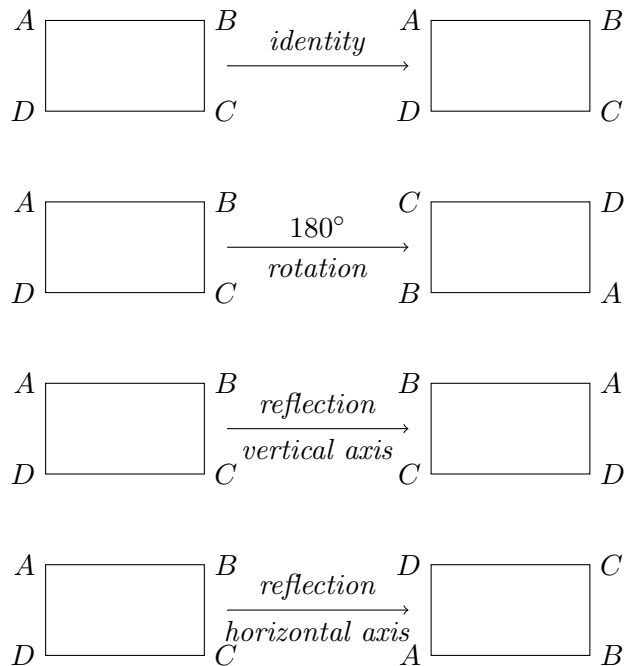 A B A B
identity
D C D C
A B C D
180°
rotation
D C B A
A B B A
reflection
vertical axis
D C C D
A B D C
reflection
horizontal axis
D C A B